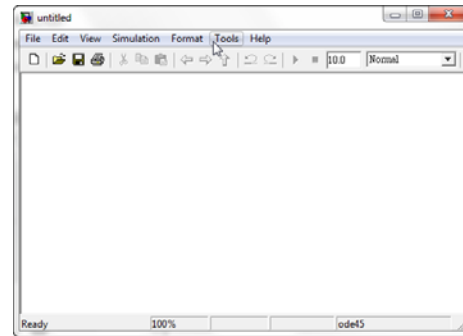 untitled
File Edit View Simulation Format Tools Help
10.0 Normal
Ready 100% ode45